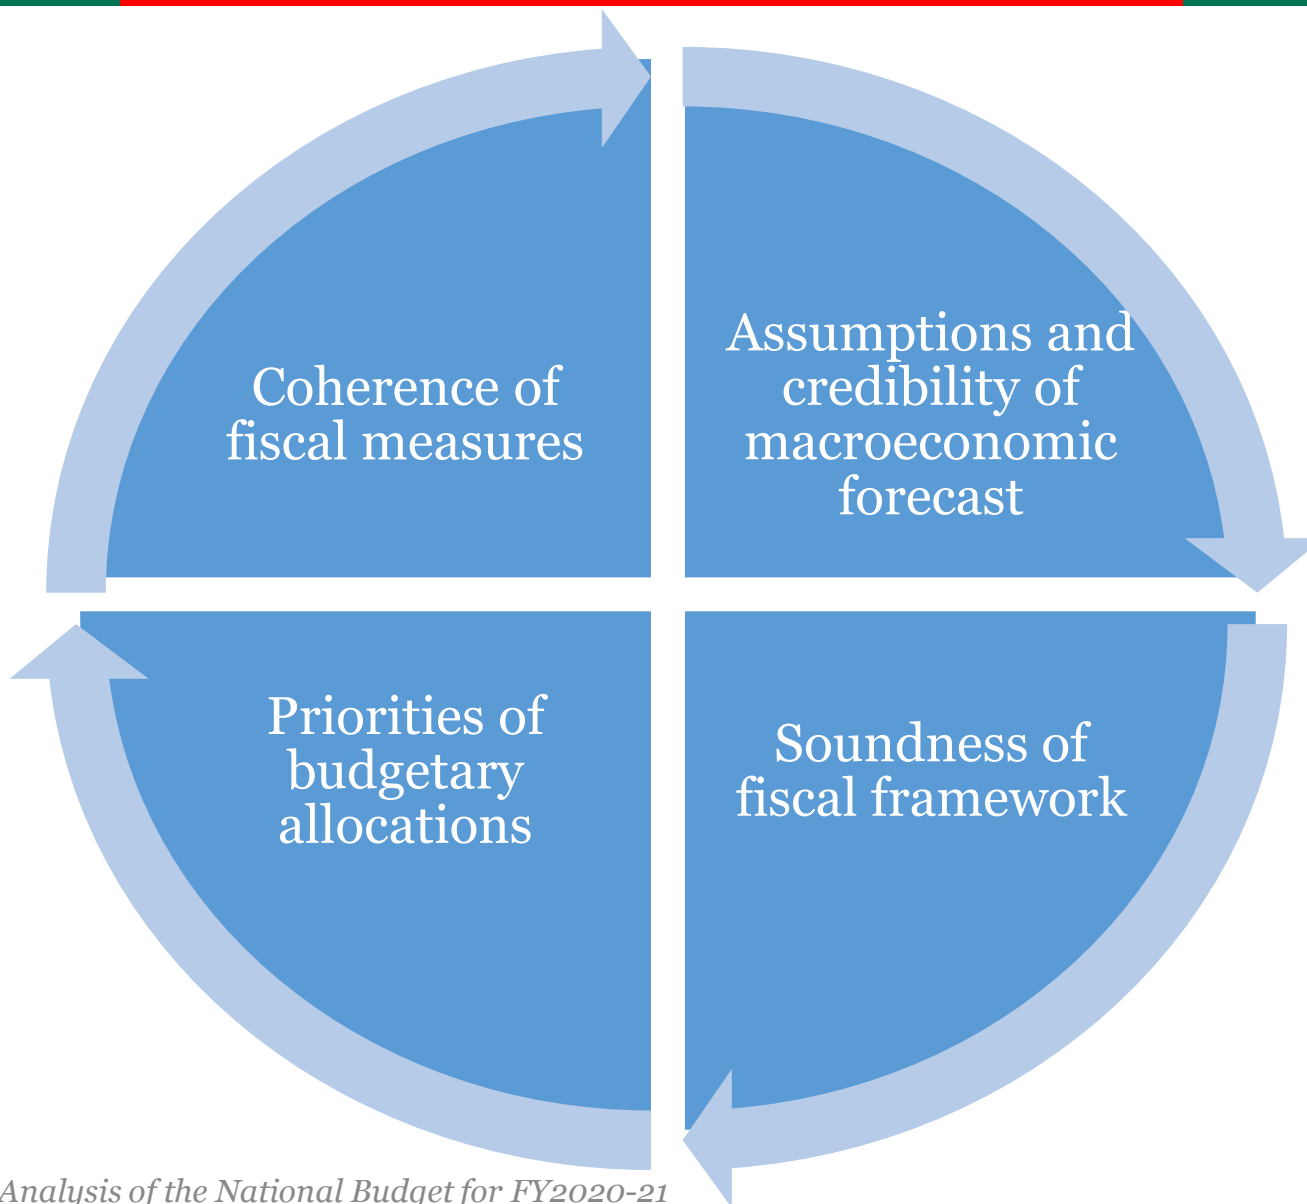 Coherence of
fiscal measures
Assumptions and
credibility of
macroeconomic
forecast
Priorities of
budgetary
allocations
Soundness of
fiscal framework
Analysis of the National Budget for FY2020-21